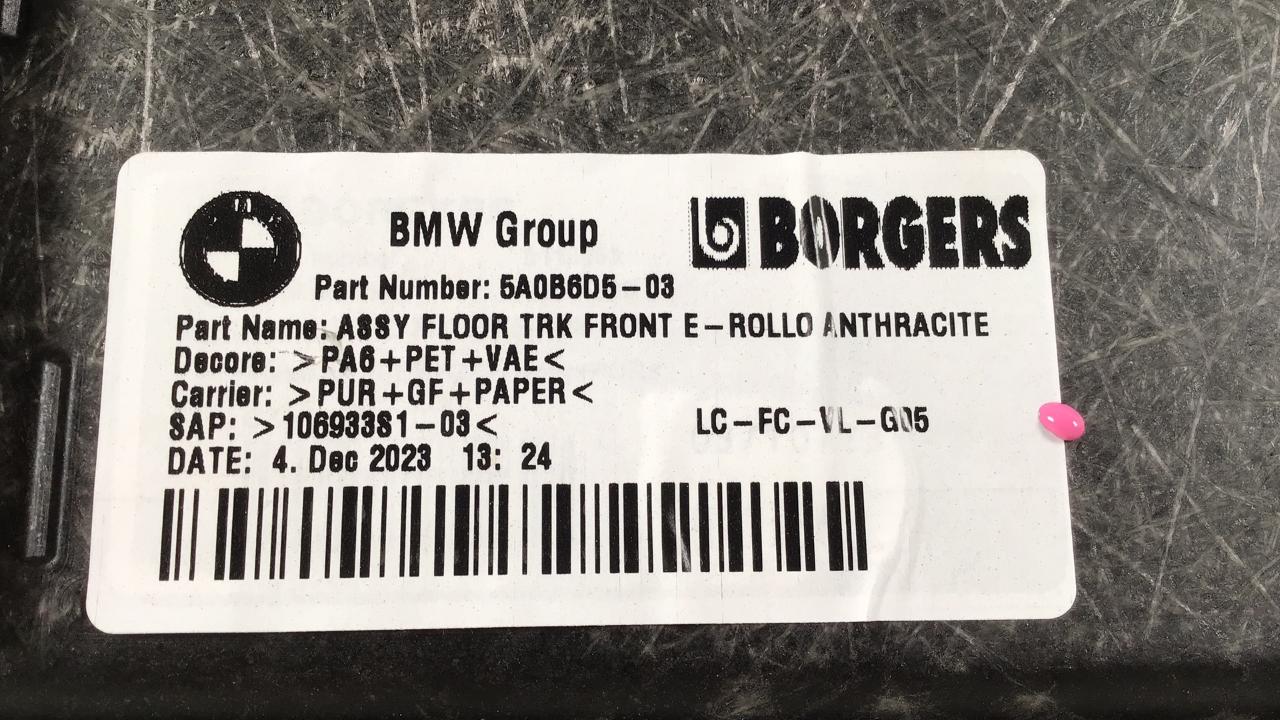 BMW Group
BORGERS
Part Number: 5A0B6D5-03
Part Name: ASSY FLOOR TRK FRONT E-ROLLO ANTHRACITE
Decore: >PA6+PET+VAE<
Carrier: >PUR+GF+PAPER<
SAP: >10693381-03<
LC-FC-VL-G05
DATE: 4. Dec 2023 13: 24